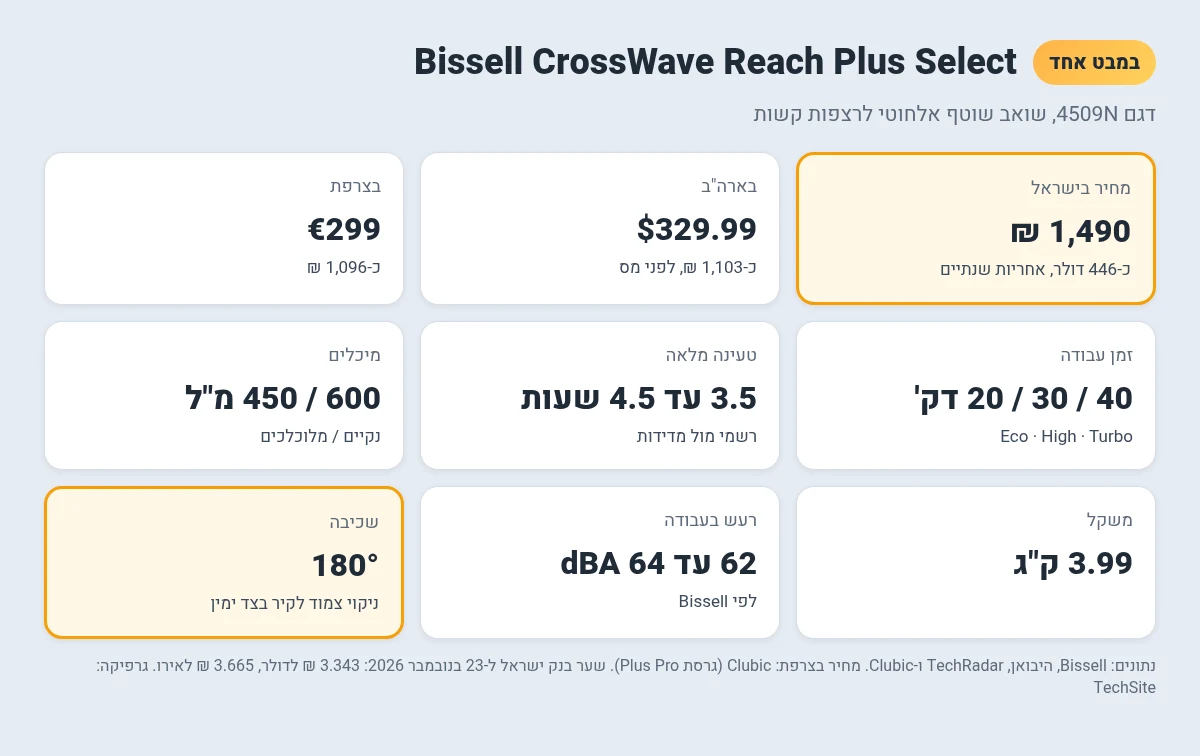 במבט אחד Bissell CrossWave Reach Plus Select
דגם 4509N, שואב שוטף אלחוטי לרצפות קשות
מחיר בישראל
1,490 ₪
כ-446 דולר, אחריות שנתיים
בארה"ב
$329.99
כ-1,103 ₪, לפני מס
בצרפת
€299
כ-1,096 ₪
זמן עבודה
40 / 30 / 20 דק'
Eco · High · Turbo
טעינה מלאה
3.5 עד 4.5 שעות
רשמי מול מדידות
מיכלים
600 / 450 מ"ל
נקיים / מלוכלכים
משקל
3.99 ק"ג
רעש בעבודה
62 עד 64 dBA
לפי Bissell
שכיבה
180°
ניקוי צמוד לקיר בצד ימין
נתונים: Bissell, היבואן, TechRadar ו-Clubic. מחיר בצרפת: Clubic (גרסת Plus Pro). שער בנק ישראל ל-23 בנובמבר 2026: 3.343 ₪ לדולר, 3.665 ₪ לאירו. גרפיקה:
TechSite